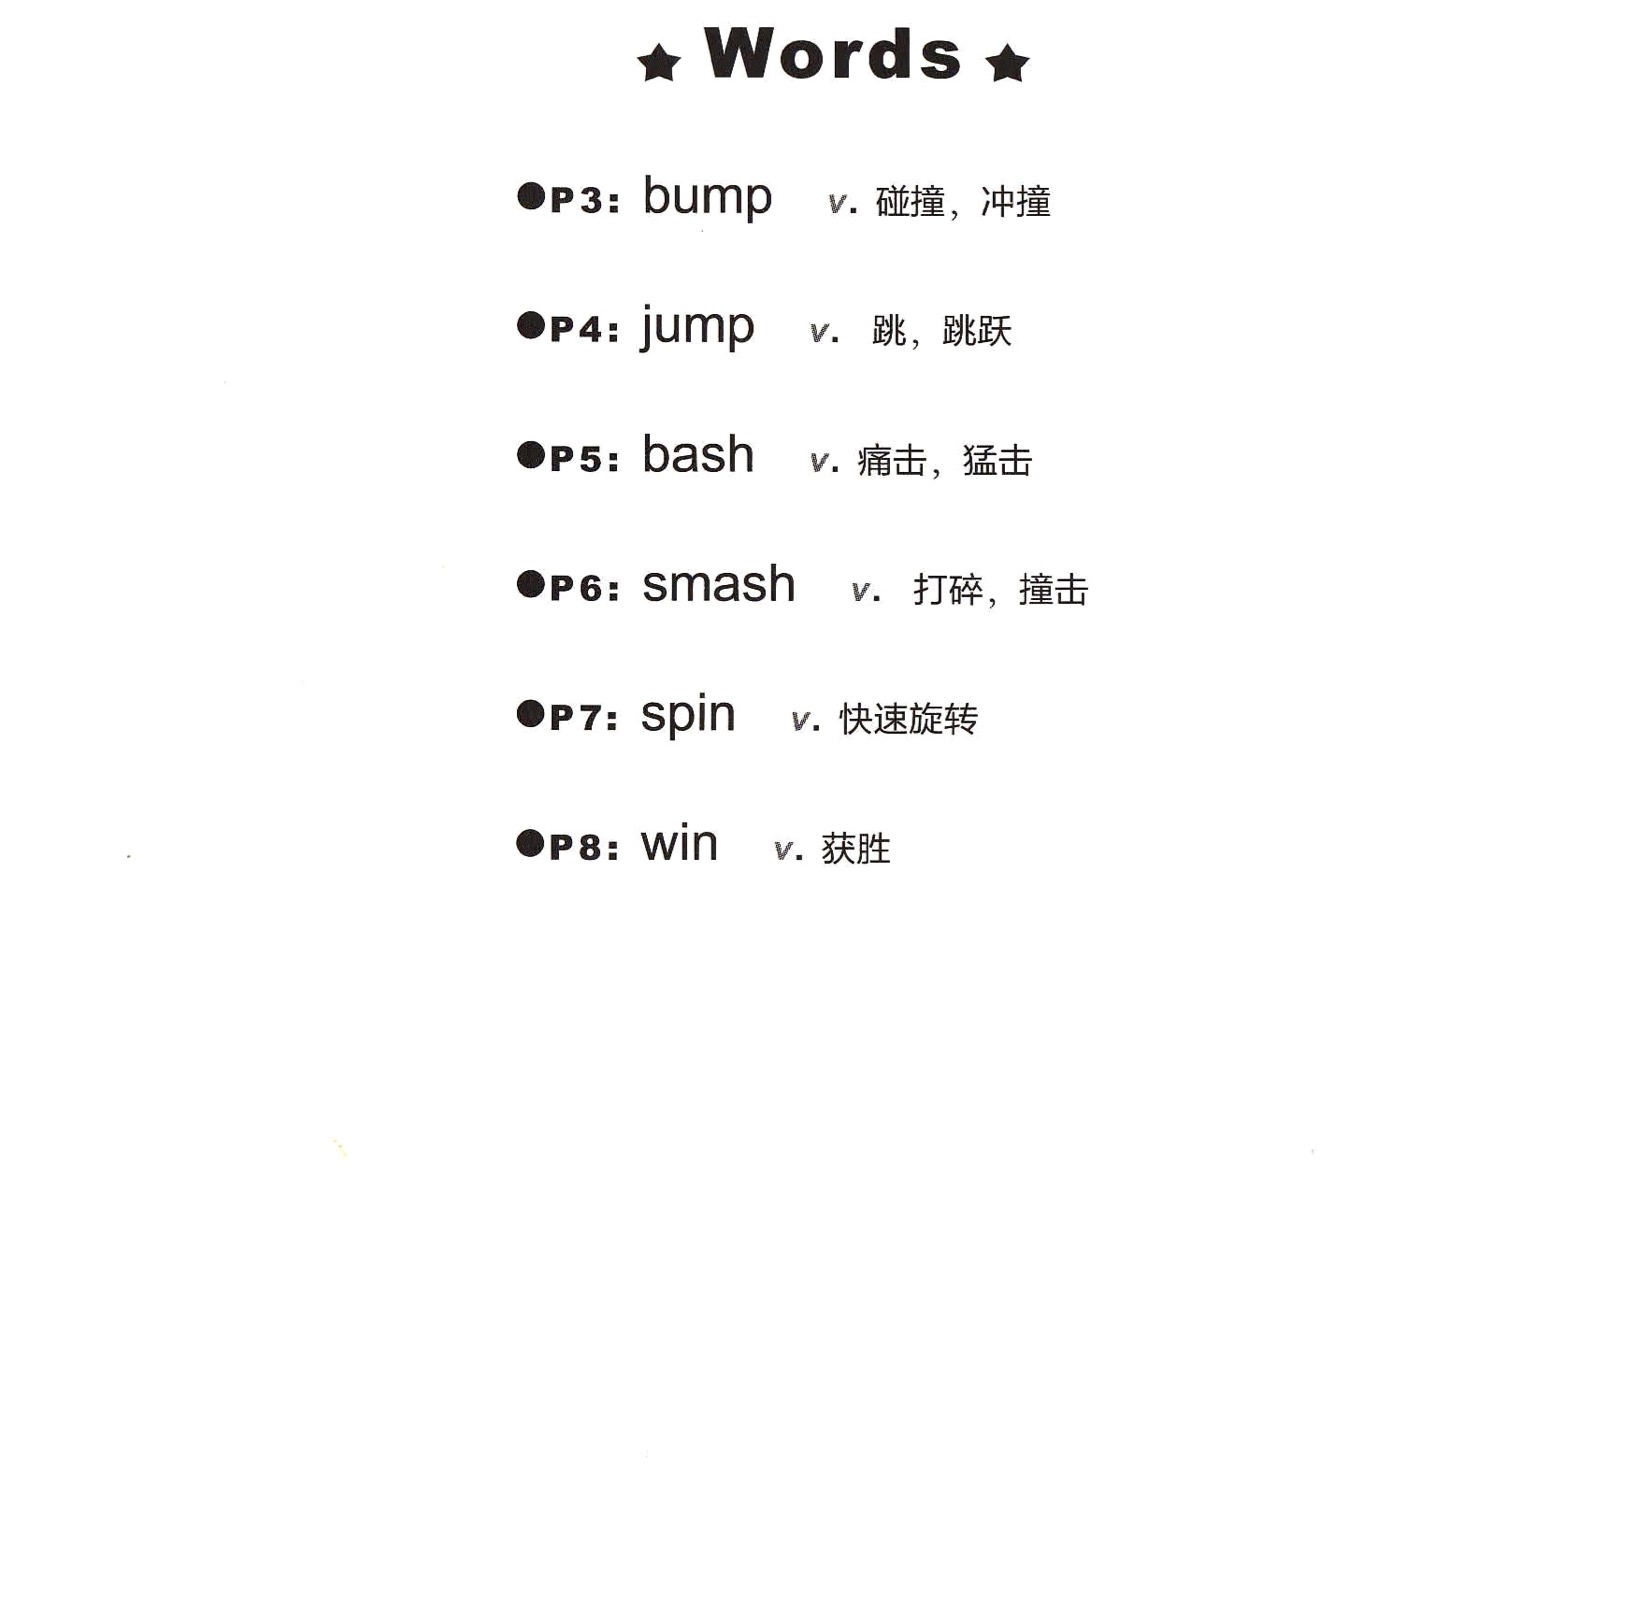 ★ Words ★
●P3: bump v. 碰撞，冲撞
●P4: jump v. 跳，跳跃
●P5: bash v. 痛击，猛击
●P6: smash v. 打碎，撞击
●P7: spin v. 快速旋转
●P8: win v. 获胜